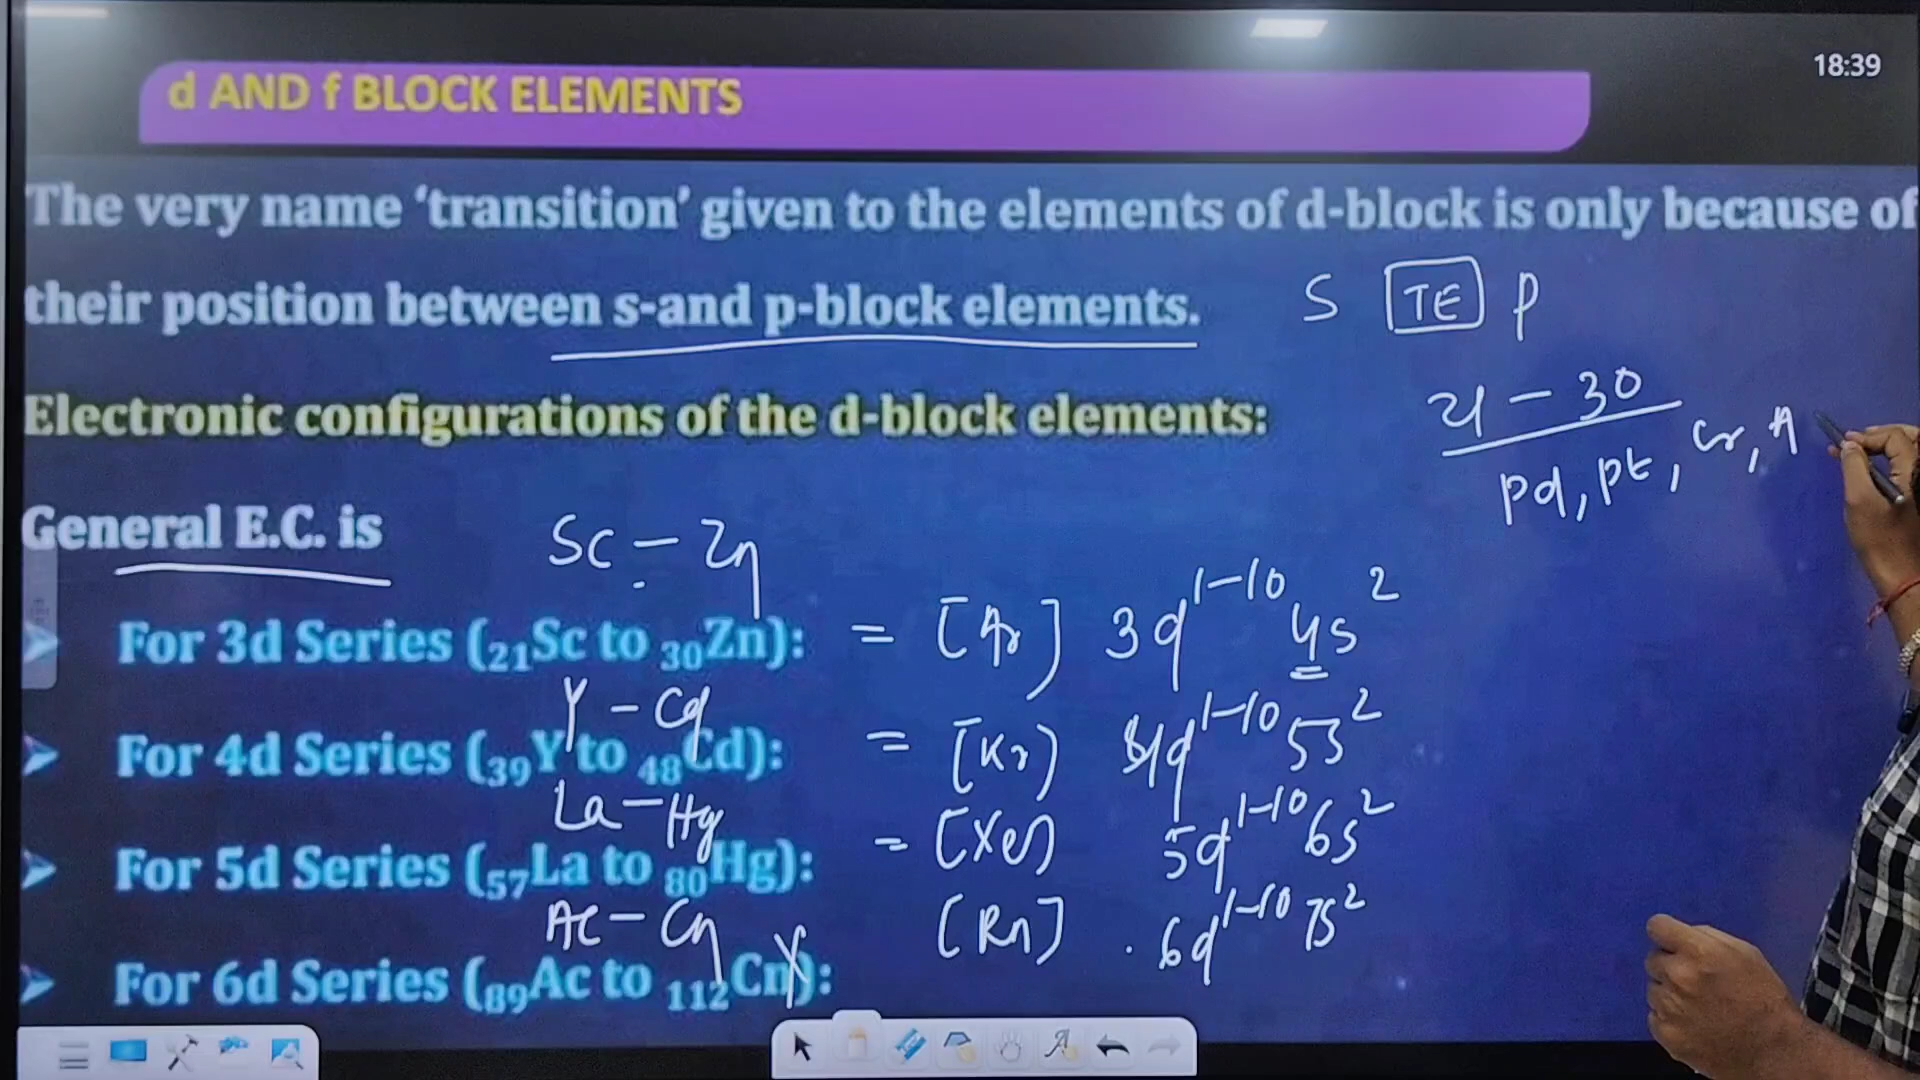 18:39
d AND f BLOCK ELEMENTS
The very name ‘transition’ given to the elements of d-block is only because of
their position between s-and p-block elements.
S TE p
Electronic configurations of the d-block elements:
21 - 30
Pd, Pt, Cr, A
General E.C. is
Sc - Zn
For 3d Series (₂₁Sc to ₃₀Zn): = [Ar] 3d¹⁻¹⁰ 4s²
Y - Cd
For 4d Series (₃₉Y to ₄₈Cd): = [Kr] 4d¹⁻¹⁰ 5s²
La - Hg
For 5d Series (₅₇La to ₈₀Hg): = [Xe] 5d¹⁻¹⁰ 6s²
Ac - Cn
[Rn] 6d¹⁻¹⁰ 7s²
For 6d Series (₈₉Ac to ₁₁₂Cn):